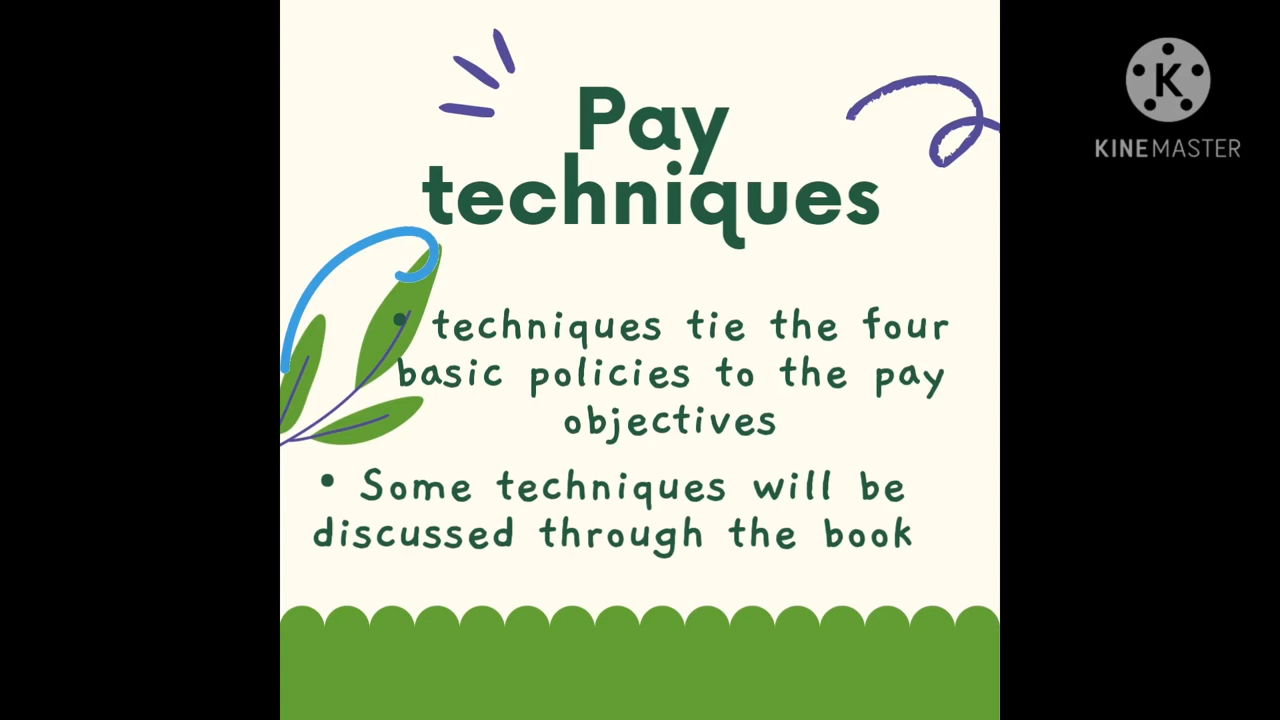 Pay
techniques
• techniques tie the four
basic policies to the pay
objectives
• Some techniques will be
discussed through the book
K
KINEMASTER